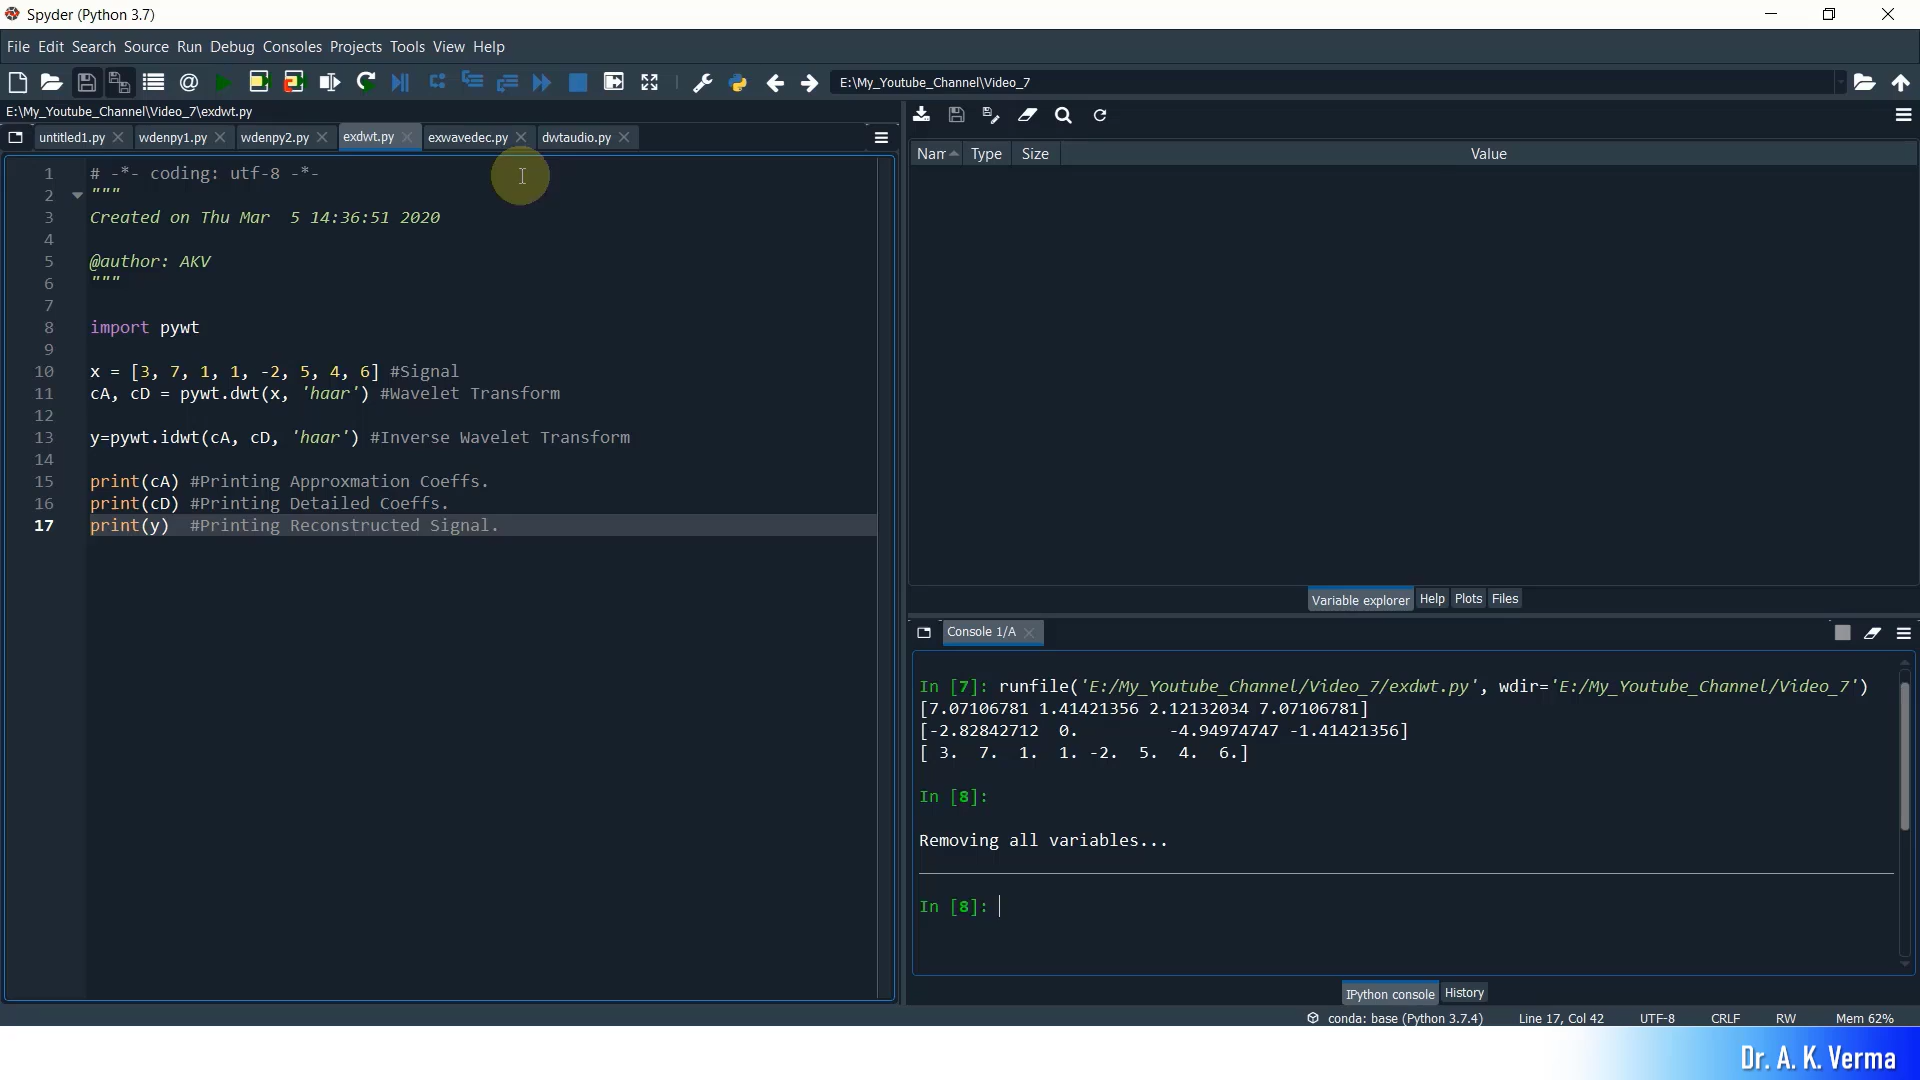 Spyder (Python 3.7)
File Edit Search Source Run Debug Consoles Projects Tools View Help
E:\My_Youtube_Channel\Video_7
E:\My_Youtube_Channel\Video_7\exdwt.py
untitled1.py wdenpy1.py wdenpy2.py exdwt.py exwavedec.py dwtaudio.py
1 # -*- coding: utf-8 -*-
2 """
3 Created on Thu Mar  5 14:36:51 2020
4
5 @author: AKV
6 """
7
8 import pywt
9
10 x = [3, 7, 1, 1, -2, 5, 4, 6] #Signal
11 cA, cD = pywt.dwt(x, 'haar') #Wavelet Transform
12
13 y=pywt.idwt(cA, cD, 'haar') #Inverse Wavelet Transform
14
15 print(cA) #Printing Approxmation Coeffs.
16 print(cD) #Printing Detailed Coeffs.
17 print(y)  #Printing Reconstructed Signal.
Nam Type Size Value
Variable explorer Help Plots Files
Console 1/A
In [7]: runfile('E:/My_Youtube_Channel/Video_7/exdwt.py', wdir='E:/My_Youtube_Channel/Video_7')
[7.07106781 1.41421356 2.12132034 7.07106781]
[-2.82842712  0.         -4.94974747 -1.41421356]
[ 3.  7.  1.  1. -2.  5.  4.  6.]
In [8]:
Removing all variables...
In [8]:
IPython console History
conda: base (Python 3.7.4) Line 17, Col 42 UTF-8 CRLF RW Mem 62%
Dr. A. K. Verma